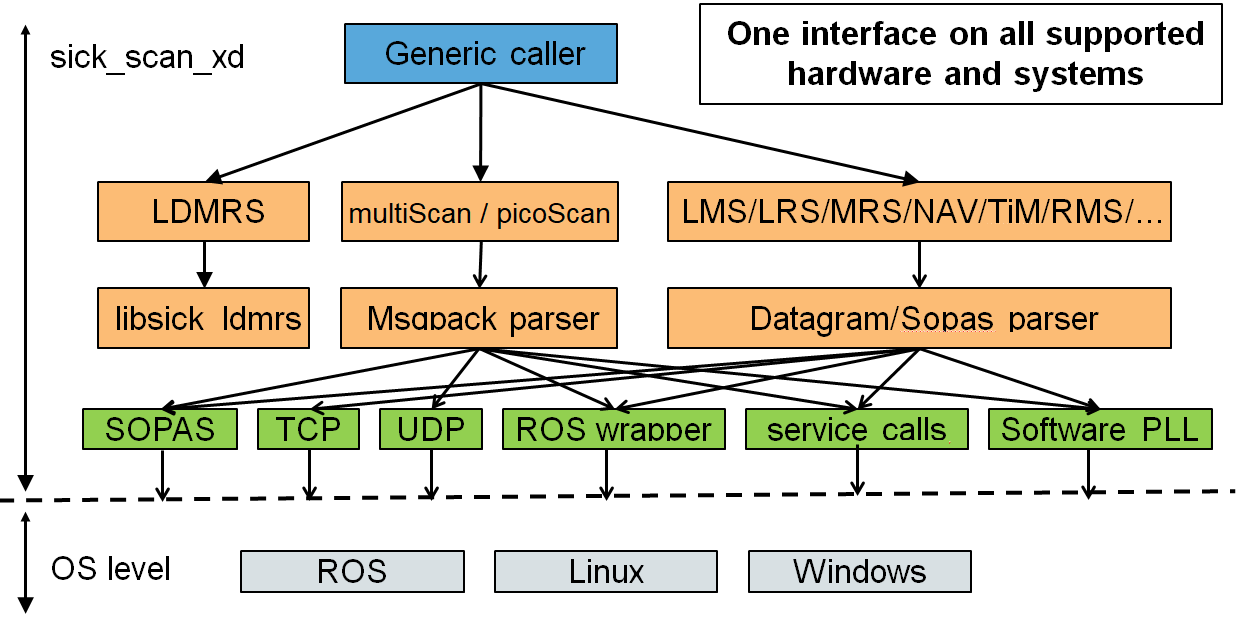 sick_scan_xd
Generic caller
One interface on all supported
hardware and systems
LDMRS
multiScan / picoScan
LMS/LRS/MRS/NAV/TiM/RMS/...
libsick_ldmrs
Msgpack parser
Datagram/Sopas parser
SOPAS
TCP
UDP
ROS wrapper
service calls
Software PLL
OS level
ROS
Linux
Windows